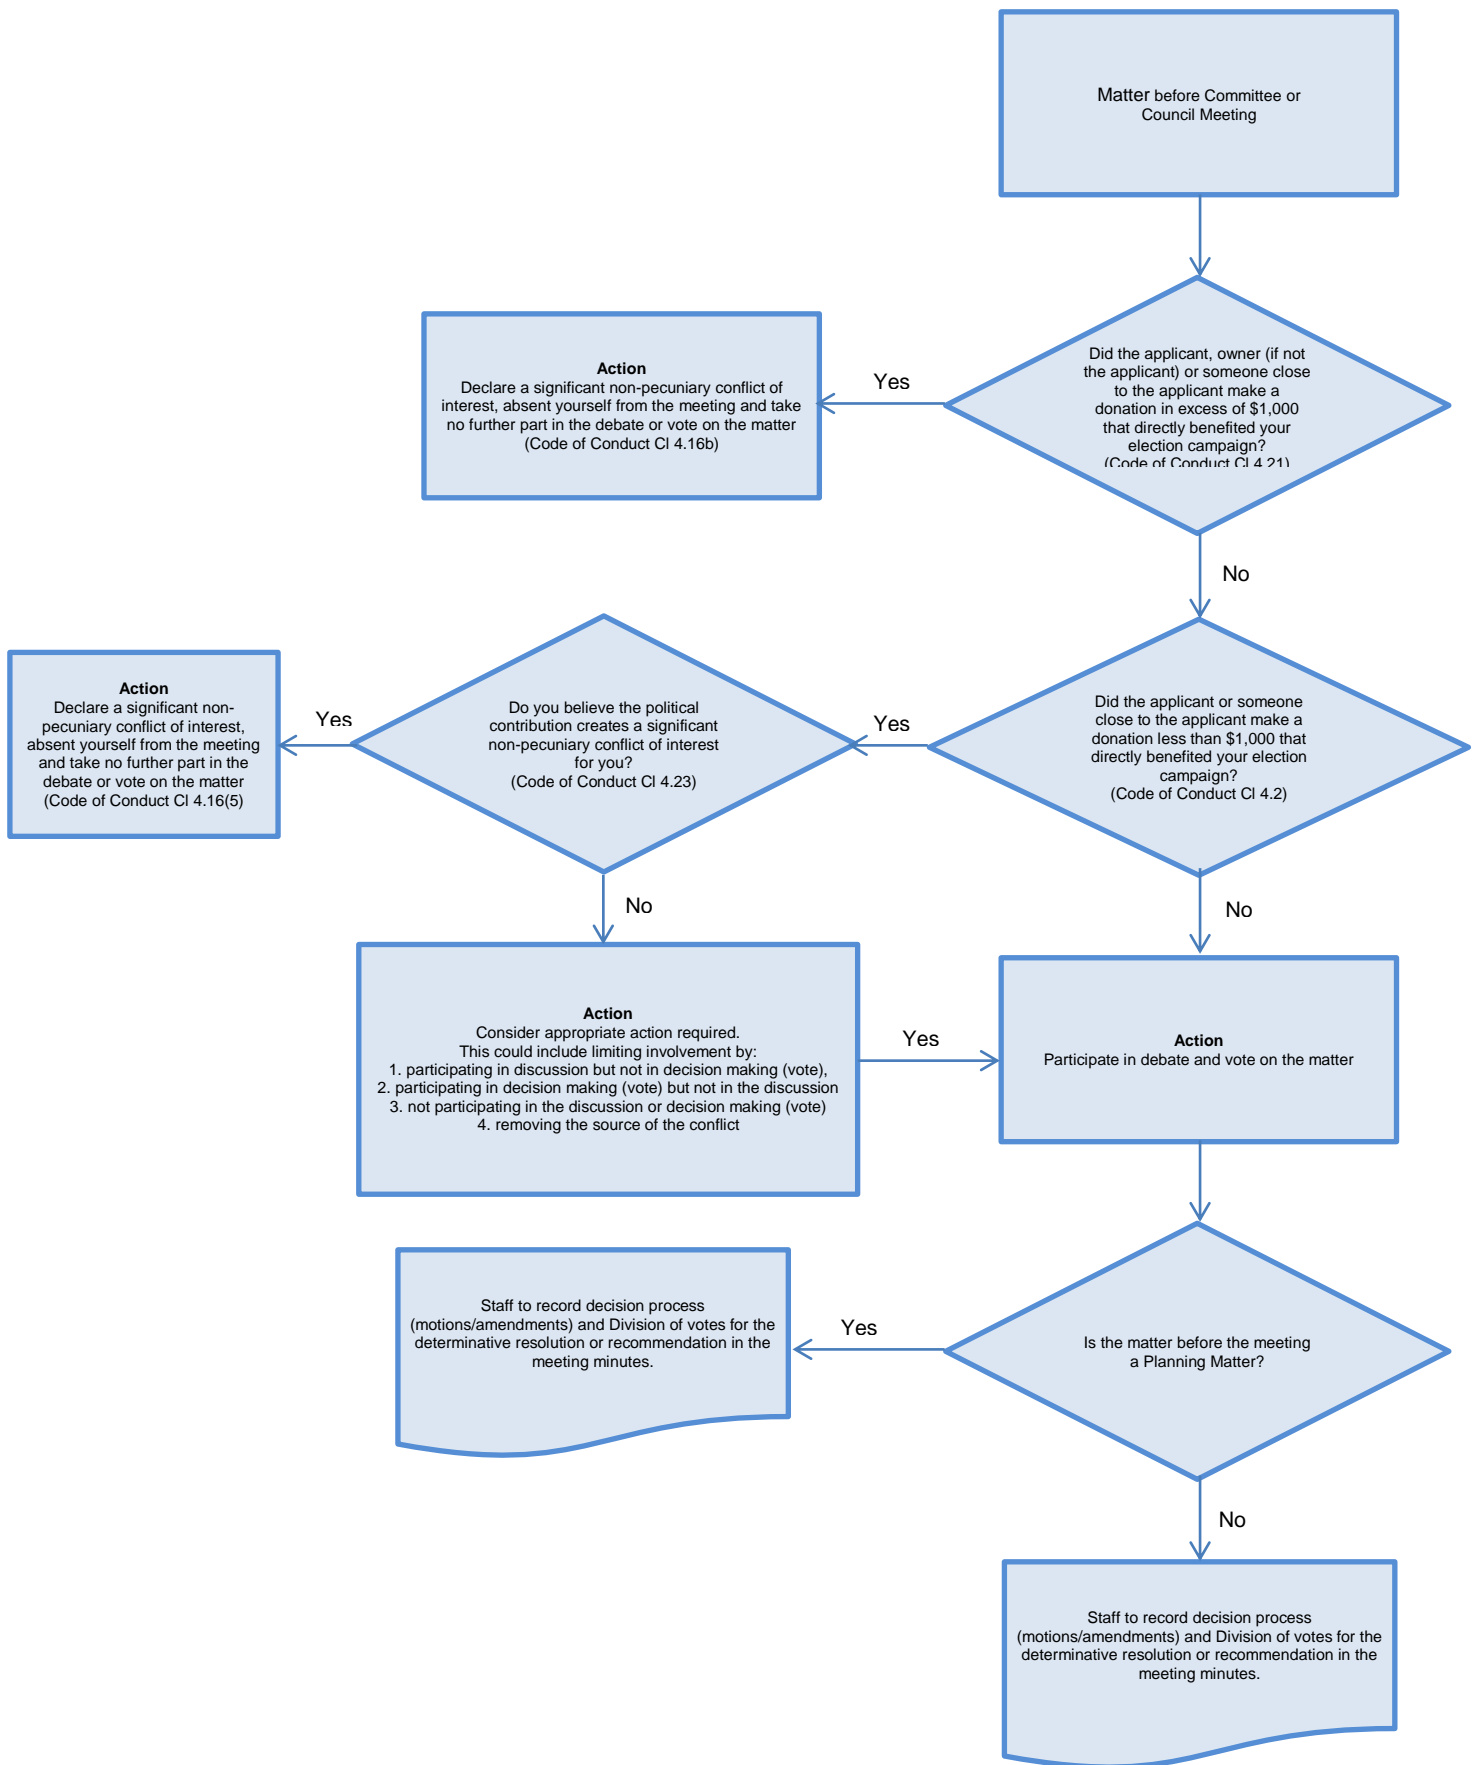 Matter before Committee or
Council Meeting
Did the applicant, owner (if not
the applicant) or someone close
to the applicant make a
donation in excess of $1,000
that directly benefited your
election campaign?
(Code of Conduct Cl 4.21)
Yes
Action
Declare a significant non-pecuniary conflict of
interest, absent yourself from the meeting and take
no further part in the debate or vote on the matter
(Code of Conduct Cl 4.16b)
No
Did the applicant or someone
close to the applicant make a
donation less than $1,000 that
directly benefited your election
campaign?
(Code of Conduct Cl 4.2)
Yes
Do you believe the political
contribution creates a significant
non-pecuniary conflict of interest
for you?
(Code of Conduct Cl 4.23)
Yes
Action
Declare a significant non-
pecuniary conflict of interest,
absent yourself from the meeting
and take no further part in the
debate or vote on the matter
(Code of Conduct Cl 4.16(5)
No
No
Action
Consider appropriate action required.
This could include limiting involvement by:
1. participating in discussion but not in decision making (vote),
2. participating in decision making (vote) but not in the discussion
3. not participating in the discussion or decision making (vote)
4. removing the source of the conflict
Yes
Action
Participate in debate and vote on the matter
Is the matter before the meeting
a Planning Matter?
Yes
Staff to record decision process
(motions/amendments) and Division of votes for the
determinative resolution or recommendation in the
meeting minutes.
No
Staff to record decision process
(motions/amendments) and Division of votes for the
determinative resolution or recommendation in the
meeting minutes.